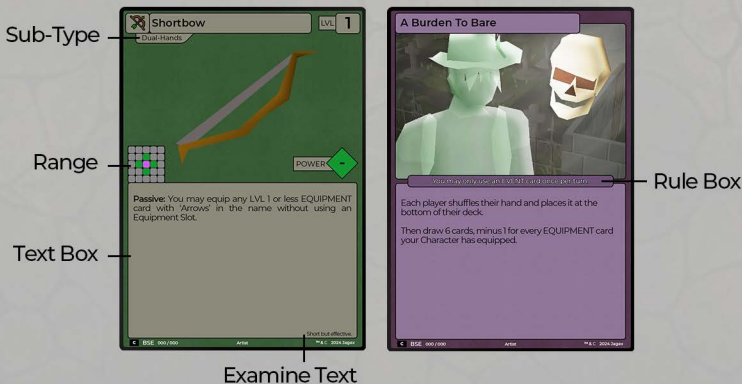 Sub-Type
Range
Text Box
Examine Text
Rule Box
Shortbow
LVL 1
Dual-Hands
POWER -
Passive: You may equip any LVL 1 or less EQUIPMENT
card with 'Arrows' in the name without using an
Equipment Slot.
Short but effective.
C BSE 000/000 Artist ™ & C 2024 Jagex
A Burden To Bare
You may only use an EVENT card once per turn.
Each player shuffles their hand and places it at the
bottom of their deck.
Then draw 6 cards, minus 1 for every EQUIPMENT card
your Character has equipped.
C BSE 000/000 Artist ™ & C 2024 Jagex